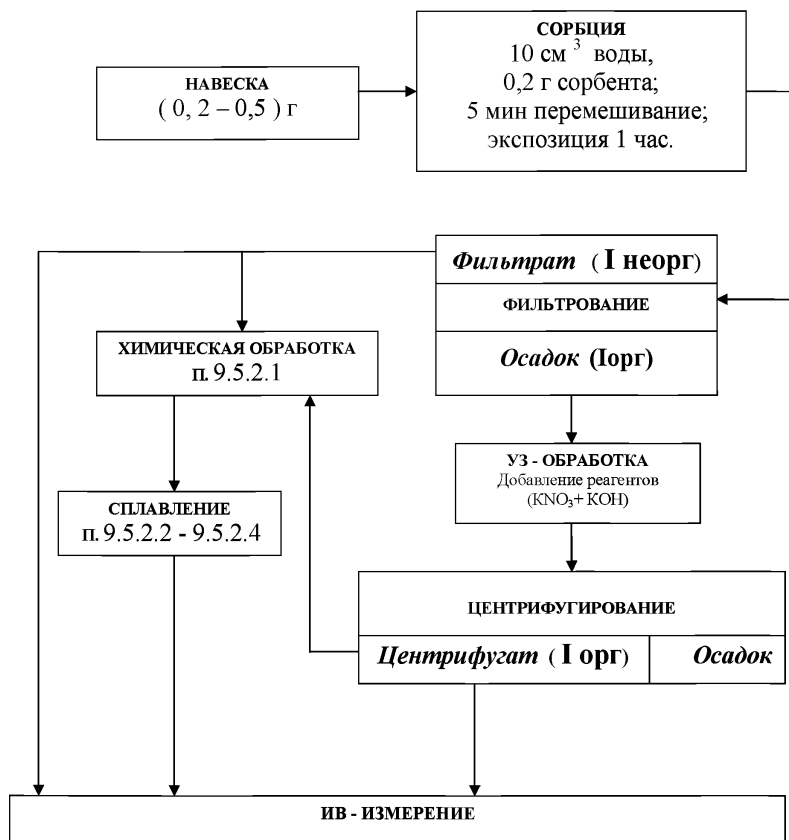 НАВЕСКА
( 0, 2 – 0,5 ) г
СОРБЦИЯ
10 см 3 воды,
0,2 г сорбента;
5 мин перемешивание;
экспозиция 1 час.
Фильтрат ( I неорг)
ФИЛЬТРОВАНИЕ
Осадок (Iорг)
ХИМИЧЕСКАЯ ОБРАБОТКА
п. 9.5.2.1
УЗ - ОБРАБОТКА
Добавление реагентов
(KNO₃+ КОН)
СПЛАВЛЕНИЕ
п. 9.5.2.2 - 9.5.2.4
ЦЕНТРИФУГИРОВАНИЕ
Центрифугат ( I орг) Осадок
ИВ - ИЗМЕРЕНИЕ